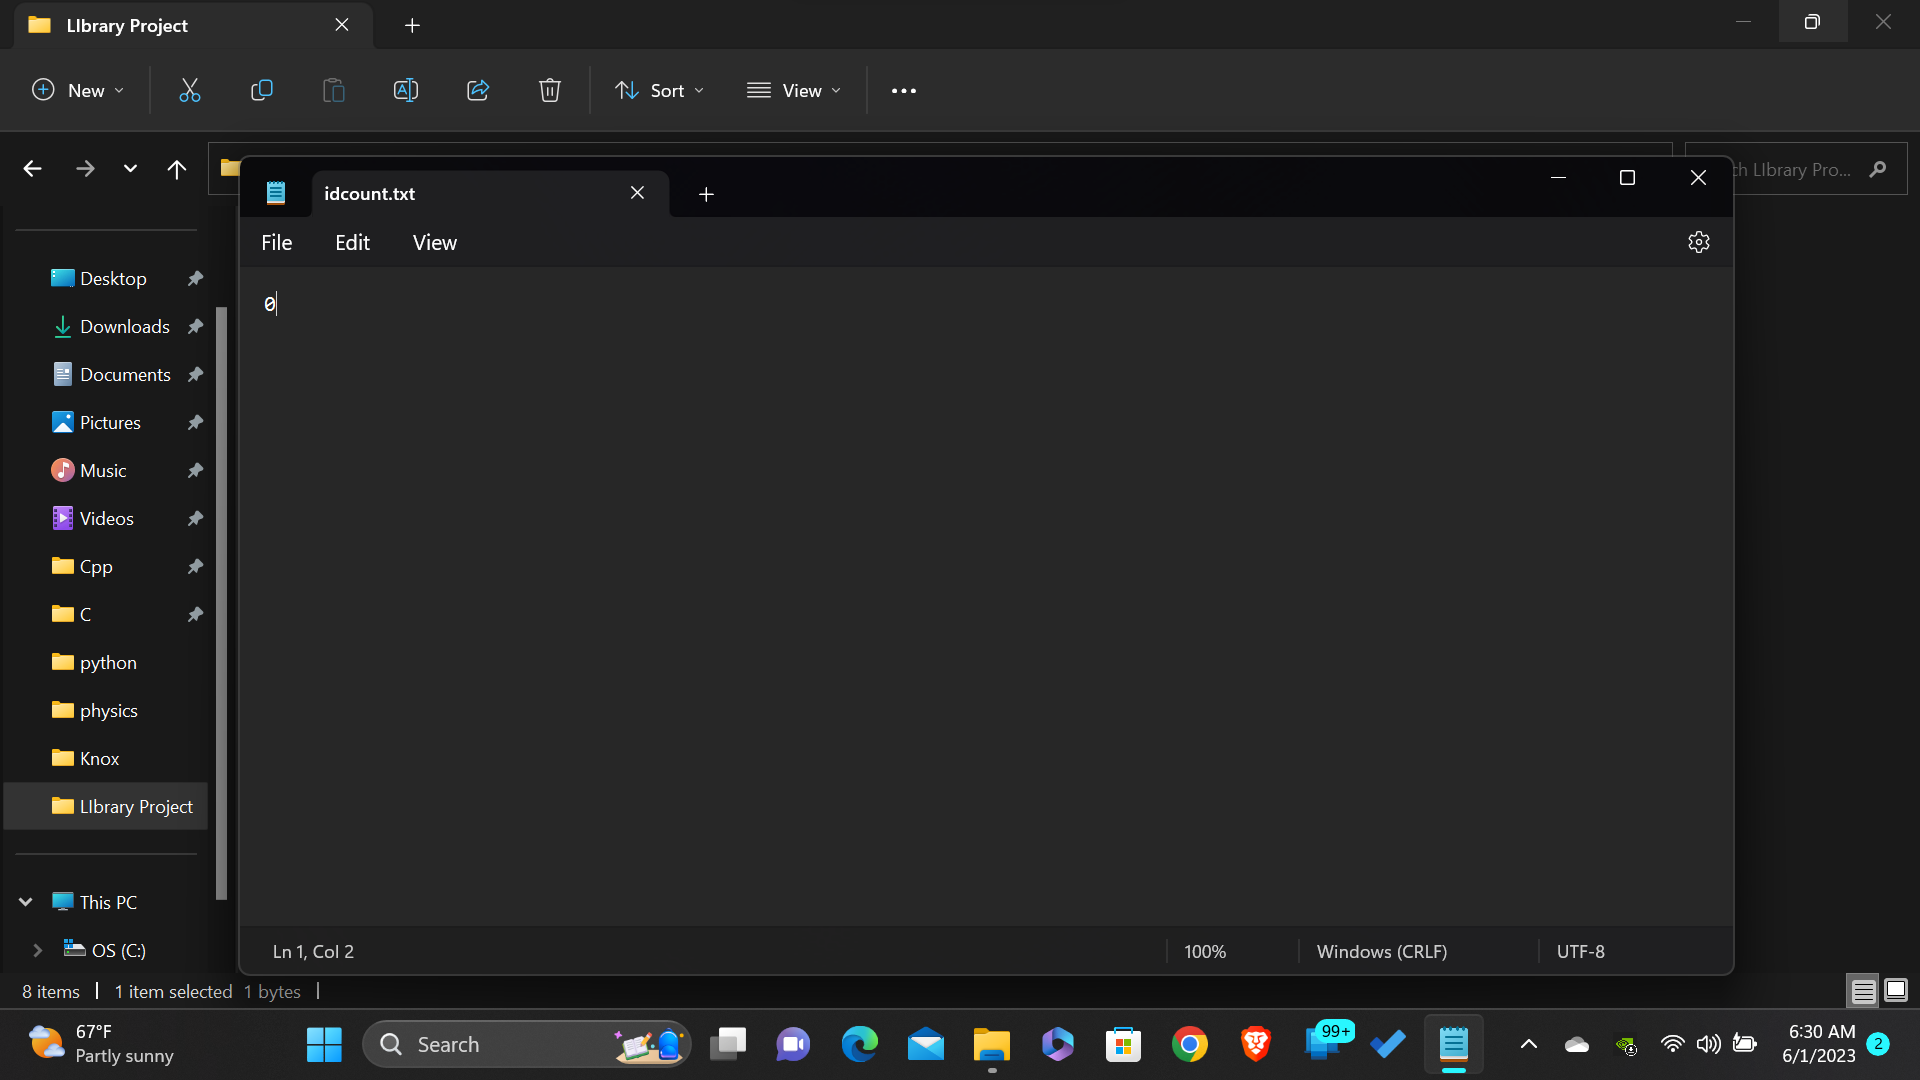 LIbrary Project
New
Sort
View
ch LIbrary Pro...
idcount.txt
File Edit View
0
Desktop
Downloads
Documents
Pictures
Music
Videos
Cpp
C
python
physics
Knox
LIbrary Project
This PC
OS (C:)
Ln 1, Col 2
100%
Windows (CRLF)
UTF-8
8 items
1 item selected 1 bytes
67°F
Partly sunny
Search
99+
6:30 AM
6/1/2023
2